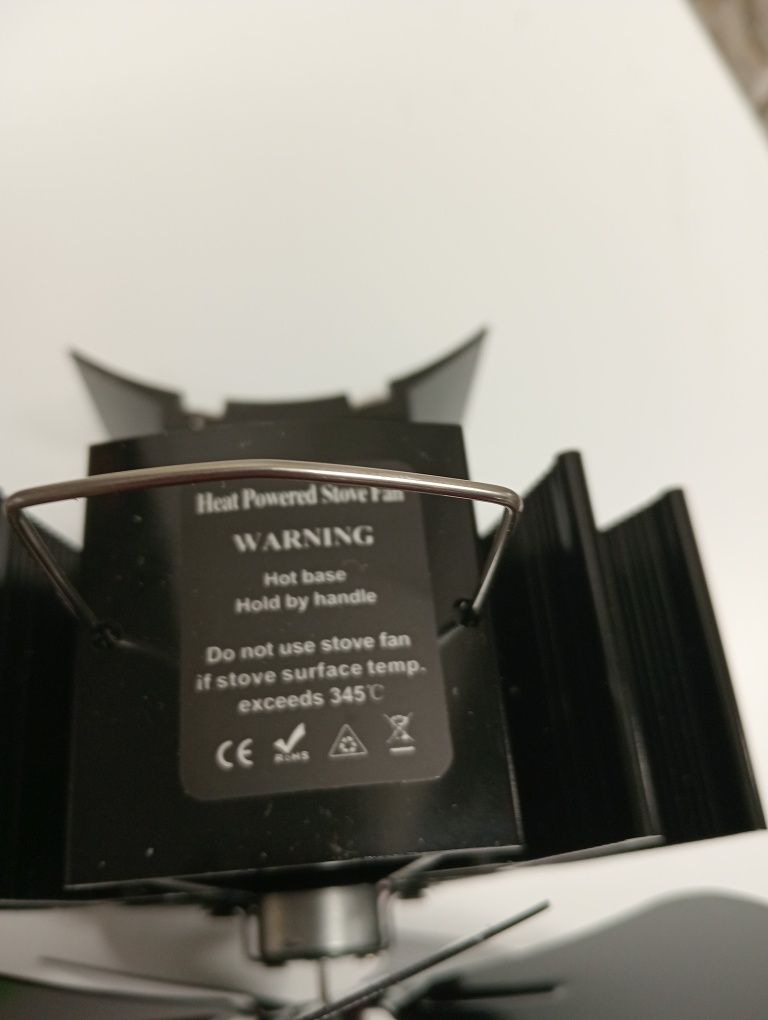 Heat Powered Stove Fan
WARNING
Hot base
Hold by handle
Do not use stove fan
if stove surface temp.
exceeds 345℃
CE
RoHS